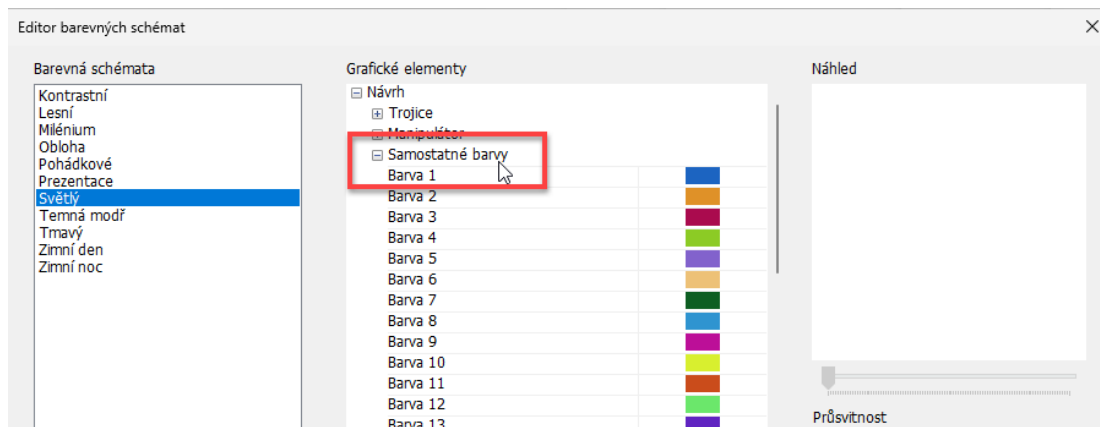 Editor barevných schémat
Barevná schémata
Kontrastní
Lesní
Milénium
Obloha
Pohádkové
Prezentace
Světlý
Temná modř
Tmavý
Zimní den
Zimní noc
Grafické elementy
Návrh
Trojice
Manipulátor
Samostatné barvy
Barva 1
Barva 2
Barva 3
Barva 4
Barva 5
Barva 6
Barva 7
Barva 8
Barva 9
Barva 10
Barva 11
Barva 12
Barva 13
Náhled
Průsvitnost